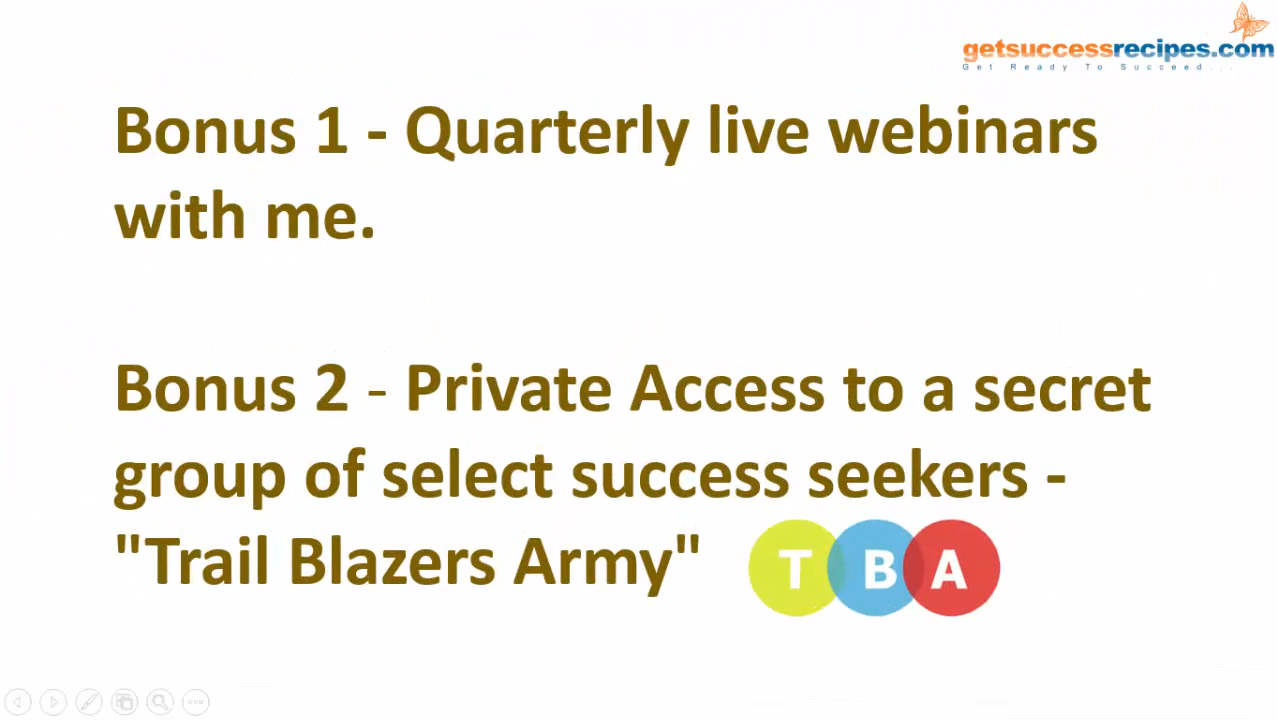 getsuccessrecipes.com
Get Ready To Succeed...
Bonus 1 - Quarterly live webinars
with me.
Bonus 2 - Private Access to a secret
group of select success seekers -
"Trail Blazers Army"
T B A